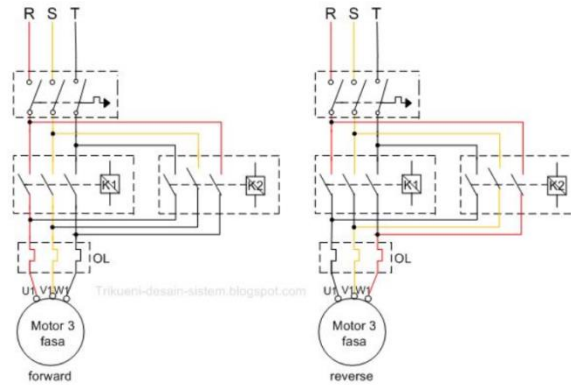 R S T
R S T
K1
K2
K1
K2
OL
OL
Trikueni-desain-sistem.blogspot.com
U1 V1 W1
U1 V1 W1
Motor 3
fasa
Motor 3
fasa
forward
reverse